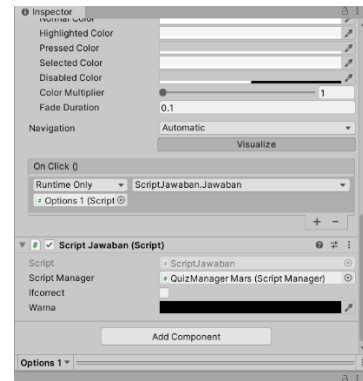 Inspector
Normal Color
Highlighted Color
Pressed Color
Selected Color
Disabled Color
Color Multiplier 1
Fade Duration 0.1
Navigation Automatic
Visualize
On Click ()
Runtime Only ScriptJawaban.Jawaban
Options 1 (Script
+ -
Script Jawaban (Script)
Script ScriptJawaban
Script Manager QuizManager Mars (Script Manager)
Ifcorrect
Warna
Add Component
Options 1